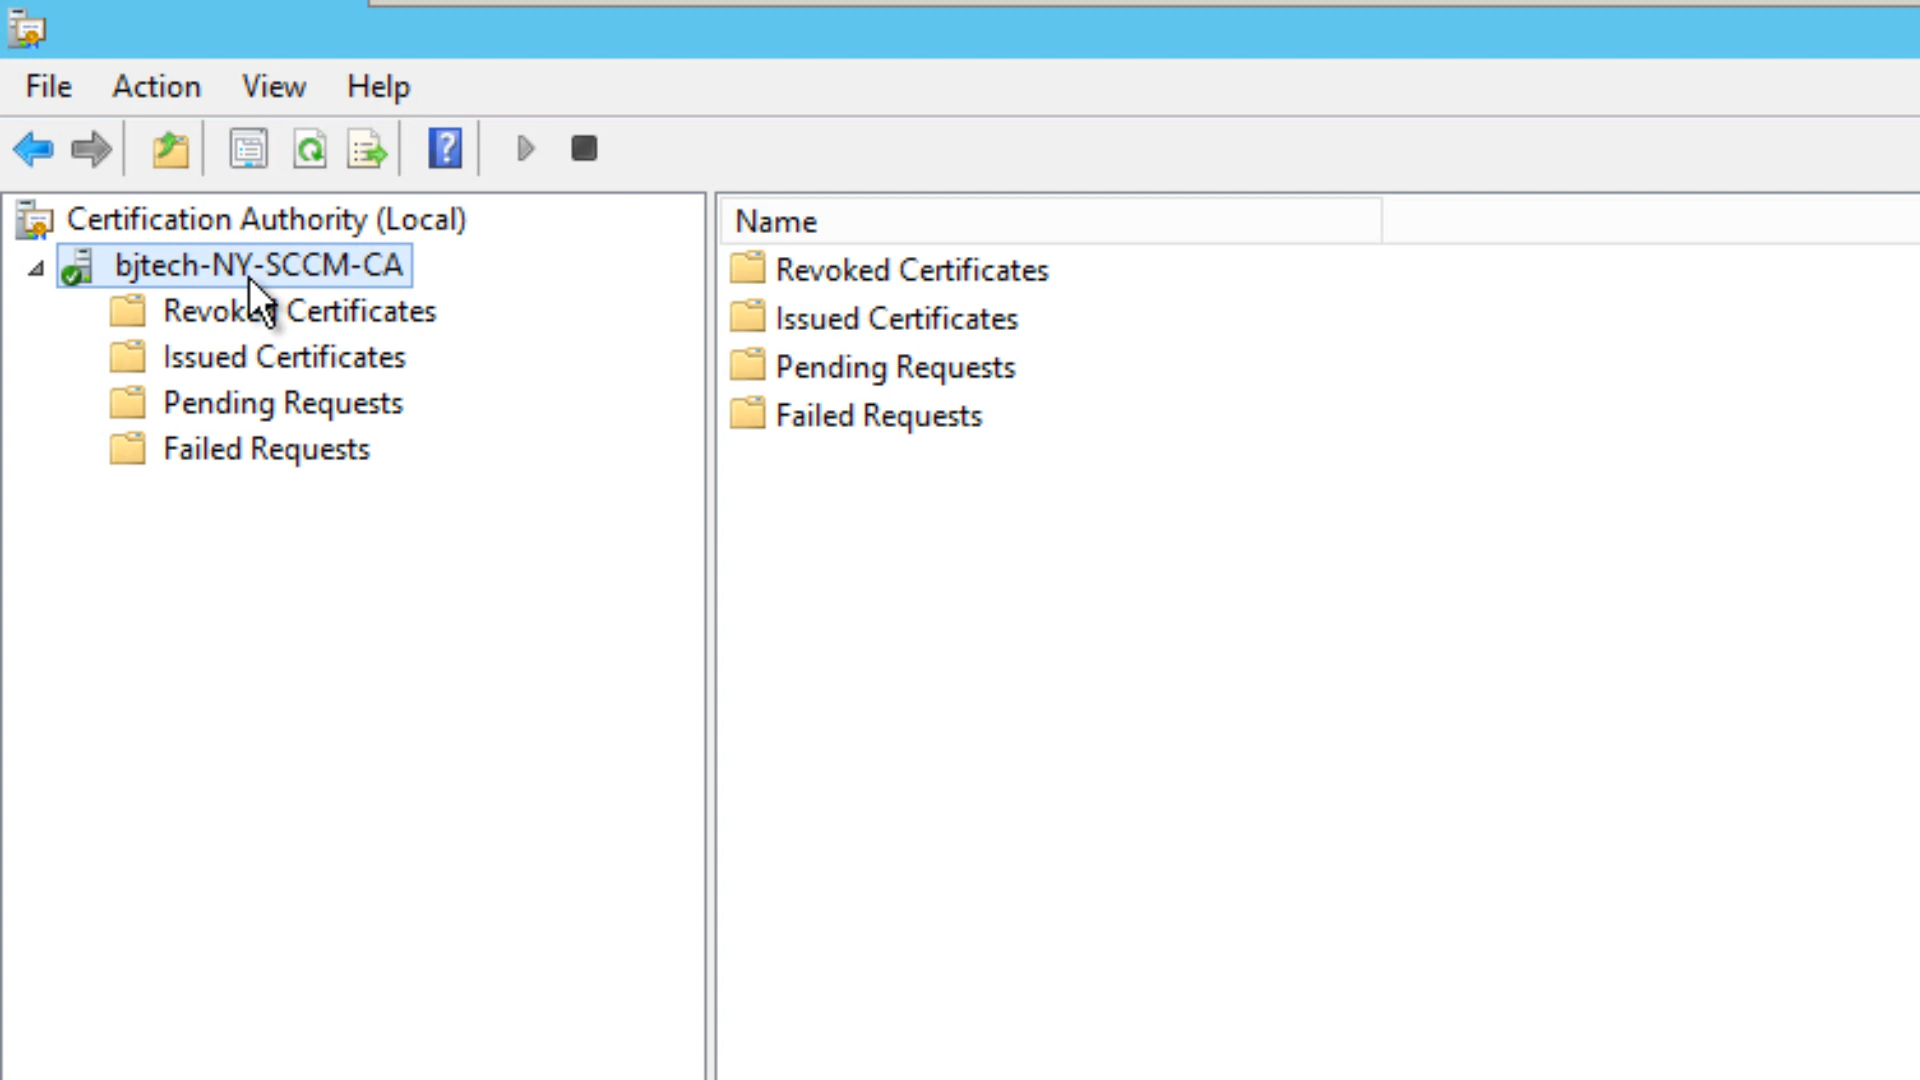 File Action View Help
?
Certification Authority (Local)
bjtech-NY-SCCM-CA
Revoked Certificates
Issued Certificates
Pending Requests
Failed Requests
Name
Revoked Certificates
Issued Certificates
Pending Requests
Failed Requests